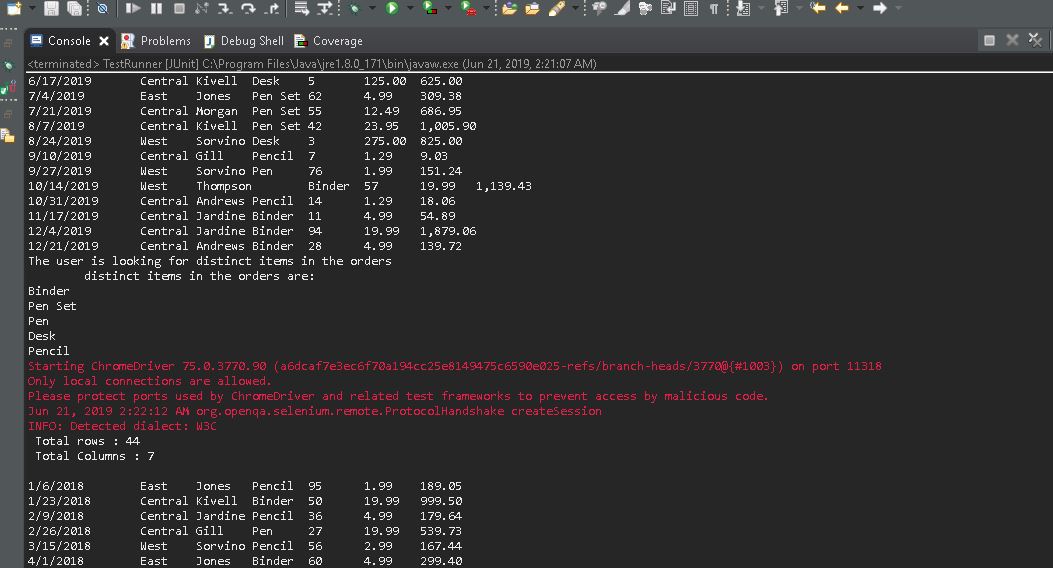 Console Problems Debug Shell Coverage
<terminated> TestRunner [JUnit] C:\Program Files\Java\jre1.8.0_171\bin\javaw.exe (Jun 21, 2019, 2:21:07 AM)
6/17/2019 Central Kivell Desk 5 125.00 625.00
7/4/2019 East Jones Pen Set 62 4.99 309.38
7/21/2019 Central Morgan Pen Set 55 12.49 686.95
8/7/2019 Central Kivell Pen Set 42 23.95 1,005.90
8/24/2019 West Sorvino Desk 3 275.00 825.00
9/10/2019 Central Gill Pencil 7 1.29 9.03
9/27/2019 West Sorvino Pen 76 1.99 151.24
10/14/2019 West Thompson Binder 57 19.99 1,139.43
10/31/2019 Central Andrews Pencil 14 1.29 18.06
11/17/2019 Central Jardine Binder 11 4.99 54.89
12/4/2019 Central Jardine Binder 94 19.99 1,879.06
12/21/2019 Central Andrews Binder 28 4.99 139.72
The user is looking for distinct items in the orders
distinct items in the orders are:
Binder
Pen Set
Pen
Desk
Pencil
Starting ChromeDriver 75.0.3770.90 (a6dcaf7e3ec6f70a194cc25e8149475c6590e025-refs/branch-heads/3770@{#1003}) on port 11318
Only local connections are allowed.
Please protect ports used by ChromeDriver and related test frameworks to prevent access by malicious code.
Jun 21, 2019 2:22:12 AM org.openqa.selenium.remote.ProtocolHandshake createSession
INFO: Detected dialect: W3C
Total rows : 44
Total Columns : 7
1/6/2018 East Jones Pencil 95 1.99 189.05
1/23/2018 Central Kivell Binder 50 19.99 999.50
2/9/2018 Central Jardine Pencil 36 4.99 179.64
2/26/2018 Central Gill Pen 27 19.99 539.73
3/15/2018 West Sorvino Pencil 56 2.99 167.44
4/1/2018 East Jones Binder 60 4.99 299.40